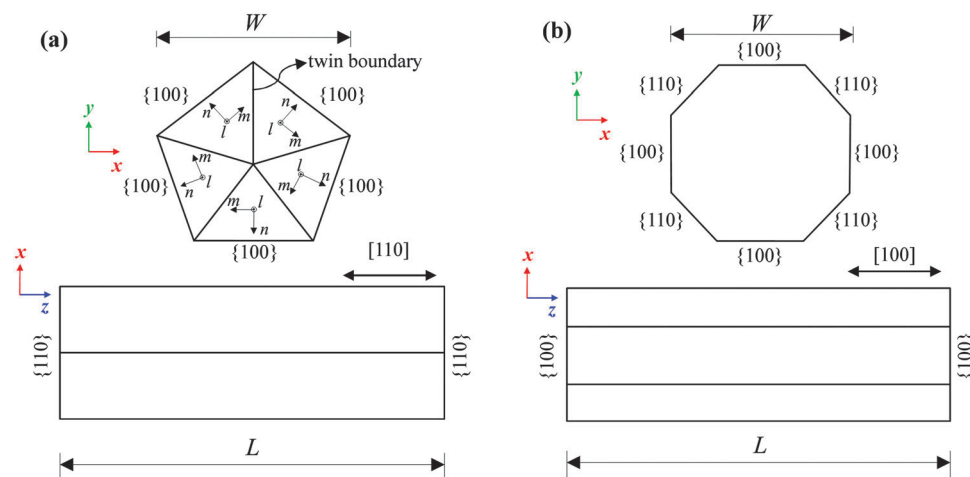 (a)
W
twin boundary
{100}
{100}
n
m
l
n
m
l
y
x
{100}
m
n
l
l
m
n
{100}
m
l
n
{100}
x
z
[110]
{110}
{110}
L
(b)
W
{100}
{110}
{110}
y
x
{100}
{100}
{110}
{110}
{100}
x
z
[100]
{100}
{100}
L